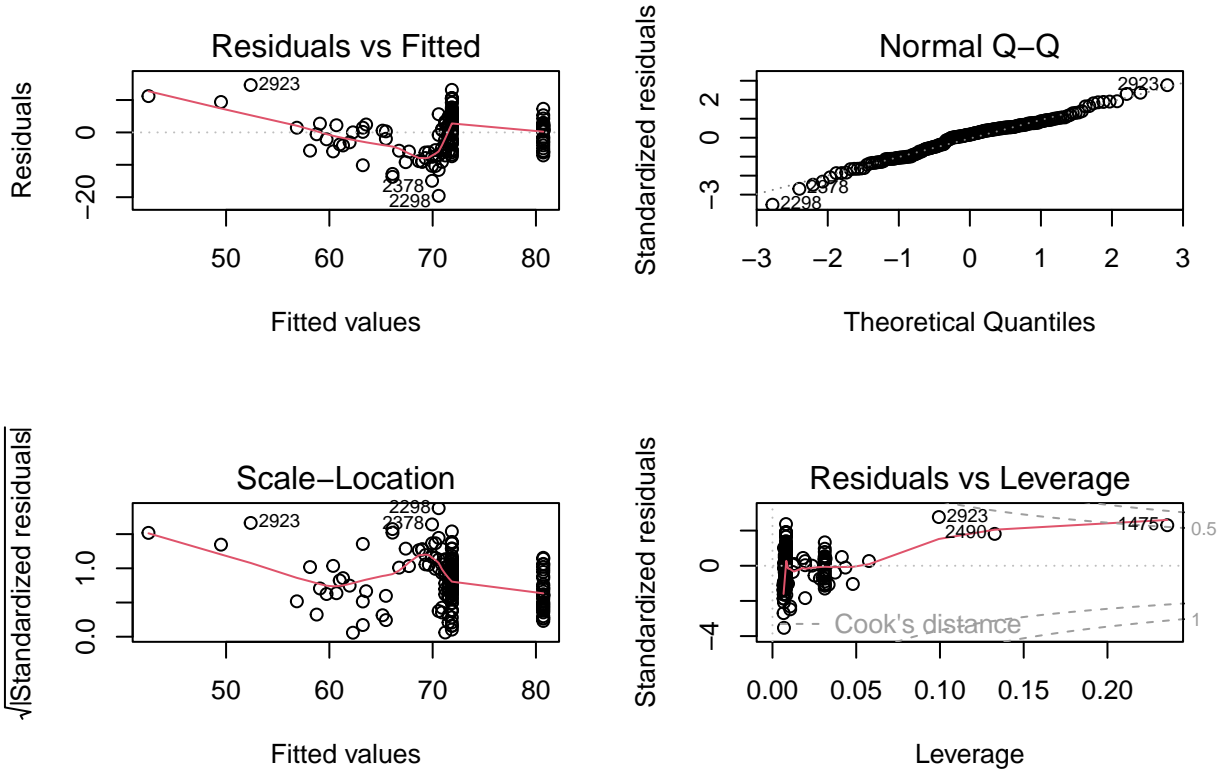 Residuals vs Fitted
Residuals
0
−20
2923
2378
2298
50 60 70 80
Fitted values
Normal Q−Q
Standardized residuals
2
0
−3
2923
2378
2298
−3 −2 −1 0 1 2 3
Theoretical Quantiles
Scale−Location
√|Standardized residuals|
1.0
0.0
2298
2923
2378
50 60 70 80
Fitted values
Residuals vs Leverage
Standardized residuals
0
−4
2923
2490
1475
0.5
1
Cook's distance
0.00 0.05 0.10 0.15 0.20
Leverage